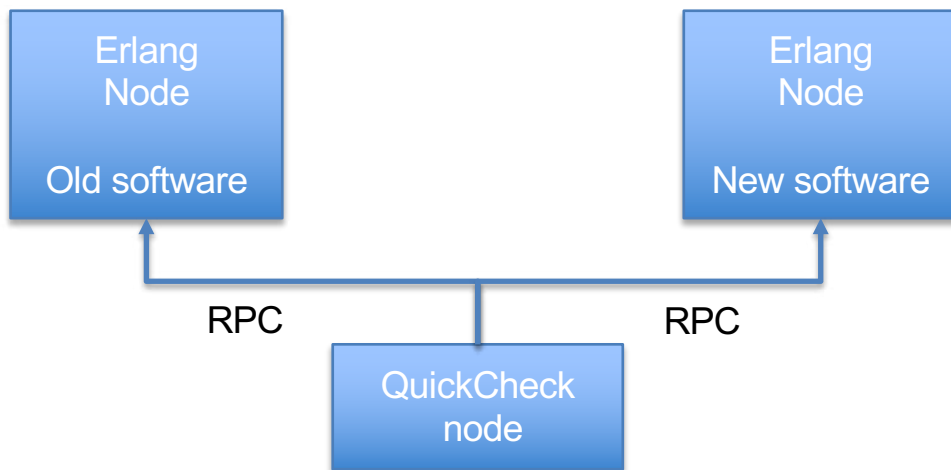 Erlang
Node
Old software
Erlang
Node
New software
RPC
RPC
QuickCheck
node